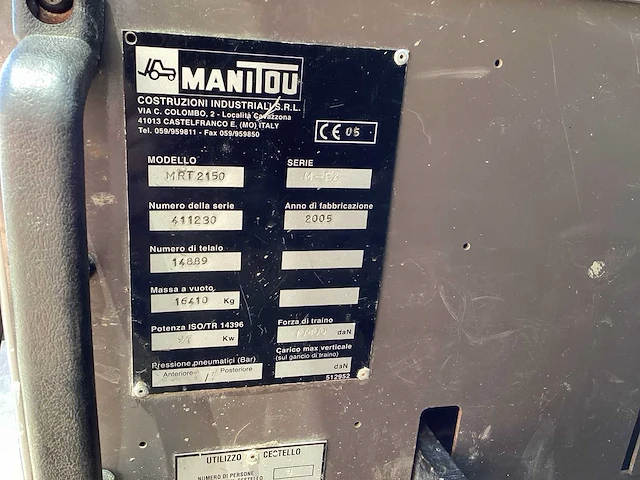 MANITOU
COSTRUZIONI INDUSTRIALI S.R.L.
VIA C. COLOMBO, 2 - Località Cavazzona
41013 CASTELFRANCO E. (MO) ITALY
Tel. 059/959811 - Fax 059/959850
CE 05
MODELLO SERIE
MRT 2150 M-E2
Numero della serie Anno di fabbricazione
411230 2005
Numero di telaio
14889
Massa a vuoto
16410 Kg
Potenza ISO/TR 14396 Forza di traino
Kw daN
Pressione pneumatici (Bar) Carico max verticale
(sul gancio di traino)
Anteriore / Posteriore daN
512952
UTILIZZO CESTELLO
NUMERO DI PERSONE